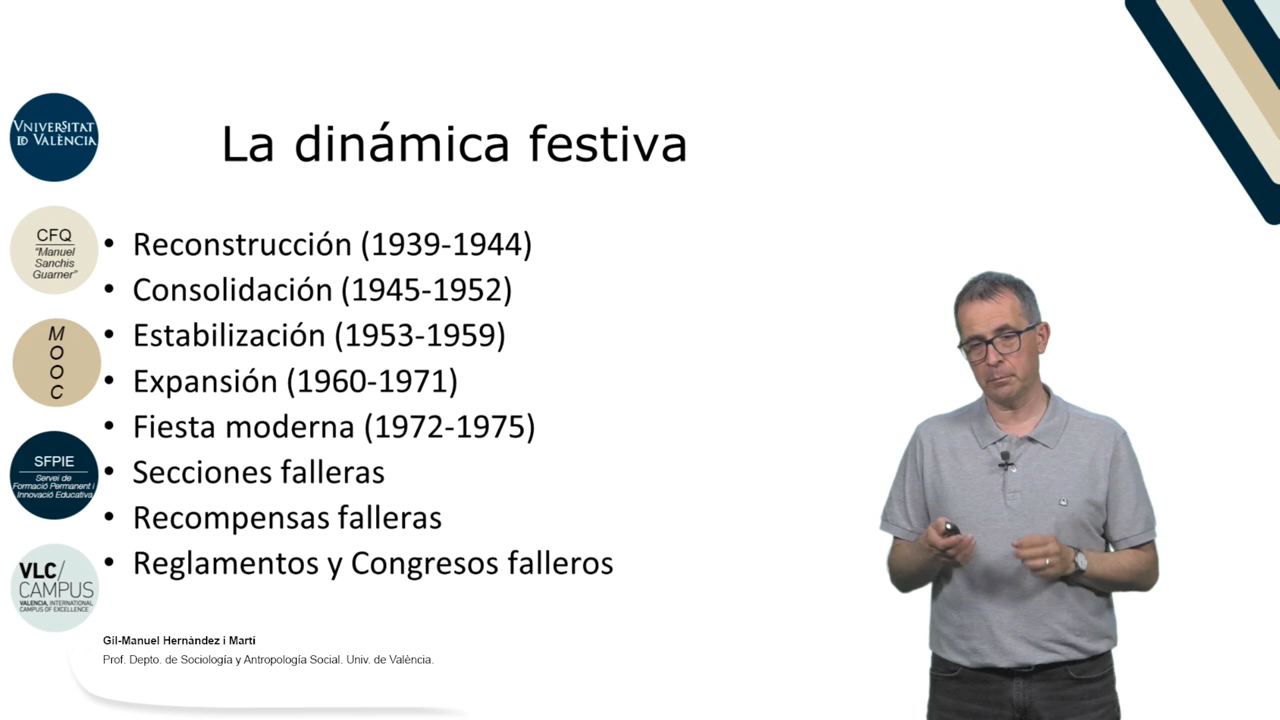 VNIVERSITAT
ID VALÈNCIA
La dinámica festiva
CFQ
"Manuel
Sanchis
Guarner"
• Reconstrucción (1939-1944)
• Consolidación (1945-1952)
M
O
O
C
• Estabilización (1953-1959)
• Expansión (1960-1971)
• Fiesta moderna (1972-1975)
SFPIE
Servei de
Formació Permanent i
Innovació Educativa
• Secciones falleras
• Recompensas falleras
• Reglamentos y Congresos falleros
VLC/
CAMPUS
VALENCIA, INTERNATIONAL
CAMPUS OF EXCELLENCE
Gil-Manuel Hernàndez i Martí
Prof. Depto. de Sociología y Antropología Social. Univ. de València.